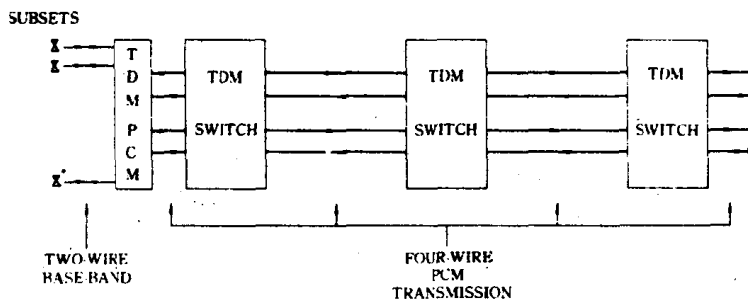 SUBSETS
T
D
M
P
C
M
TDM
SWITCH
TDM
SWITCH
TDM
SWITCH
TWO-WIRE
BASE-BAND
FOUR-WIRE
PCM
TRANSMISSION